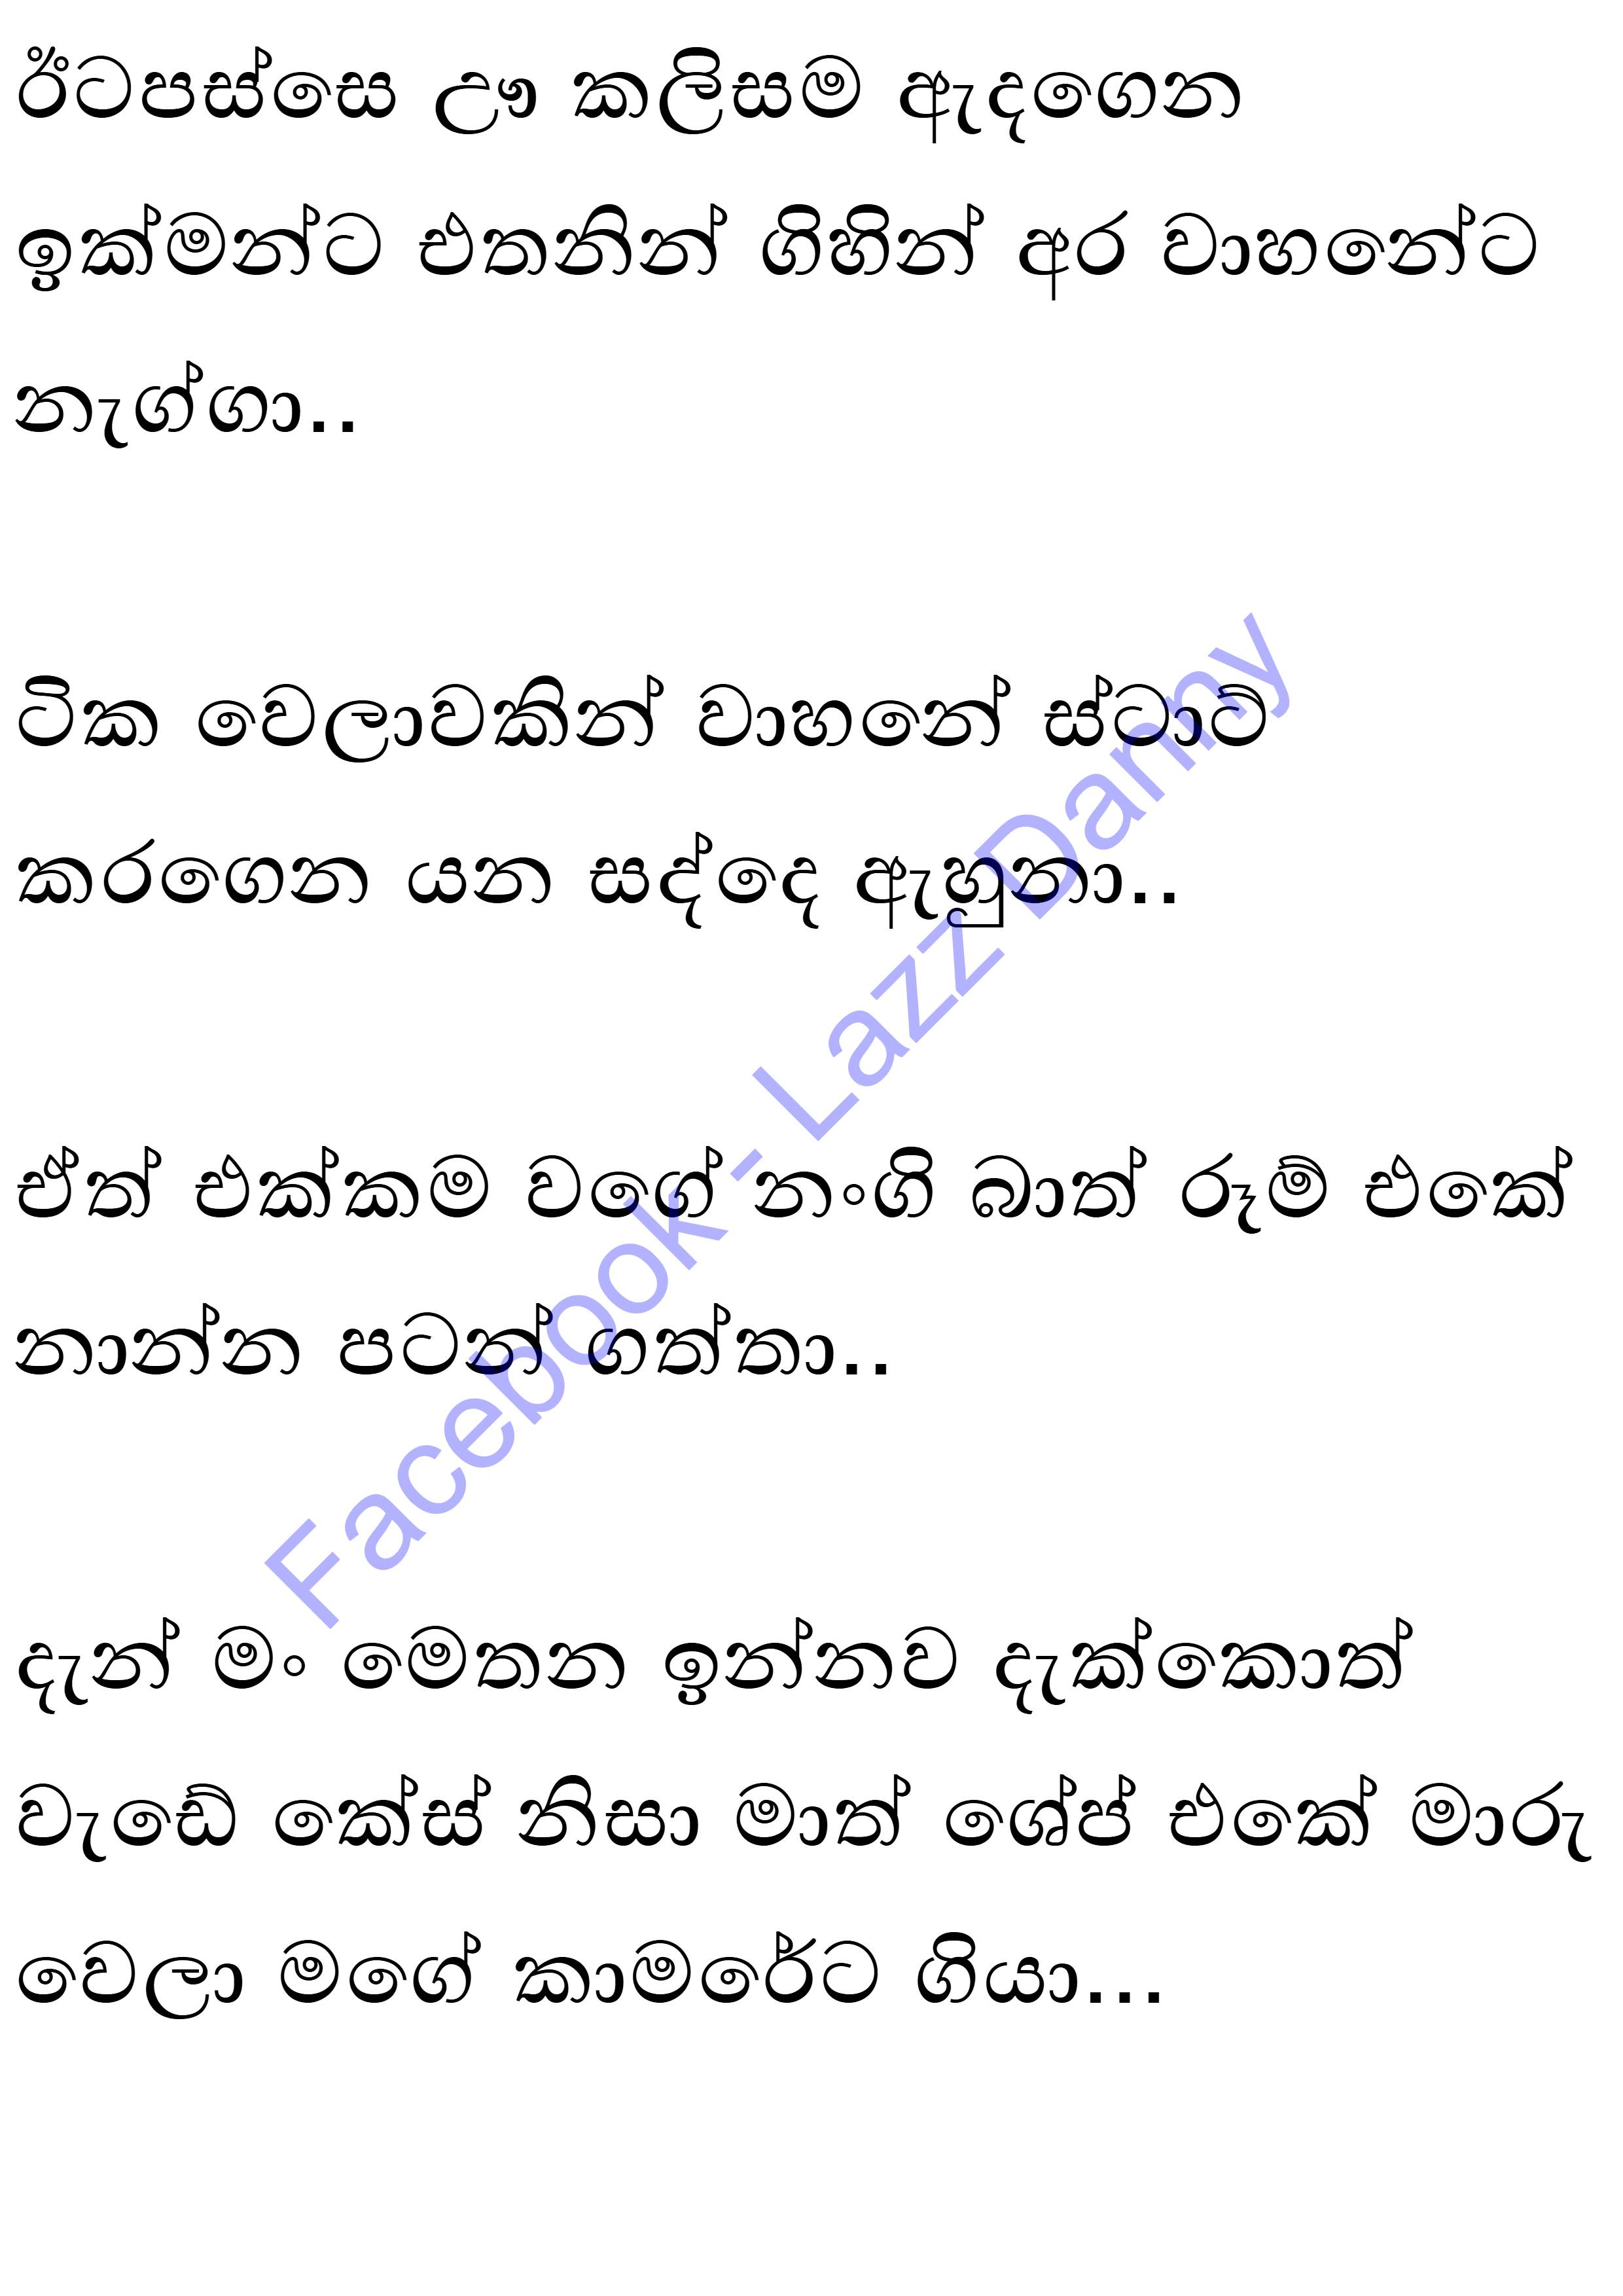 ඊටපස්සෙ ඌ කලිසම ඇදගෙන
ඉක්මන්ට එතනින් ගිහින් අර වාහනේට
නැග්ගා..
ටික වෙලාවකින් වාහනේ ස්ටාට්
කරගෙන යන සද්දෙ ඇහුනා..
ඒත් එක්කම වගේ නංගි බාත් රූම් එකේ
නාන්න පටන් ගත්තා..
දැන් මං මෙතන ඉන්නව දැක්කොත්
වැඩේ කේස් නිසා මාත් ශේප් එකේ මාරු
වෙලා මගේ කාමරේට ගියා...
Facebook - Lazz Danny